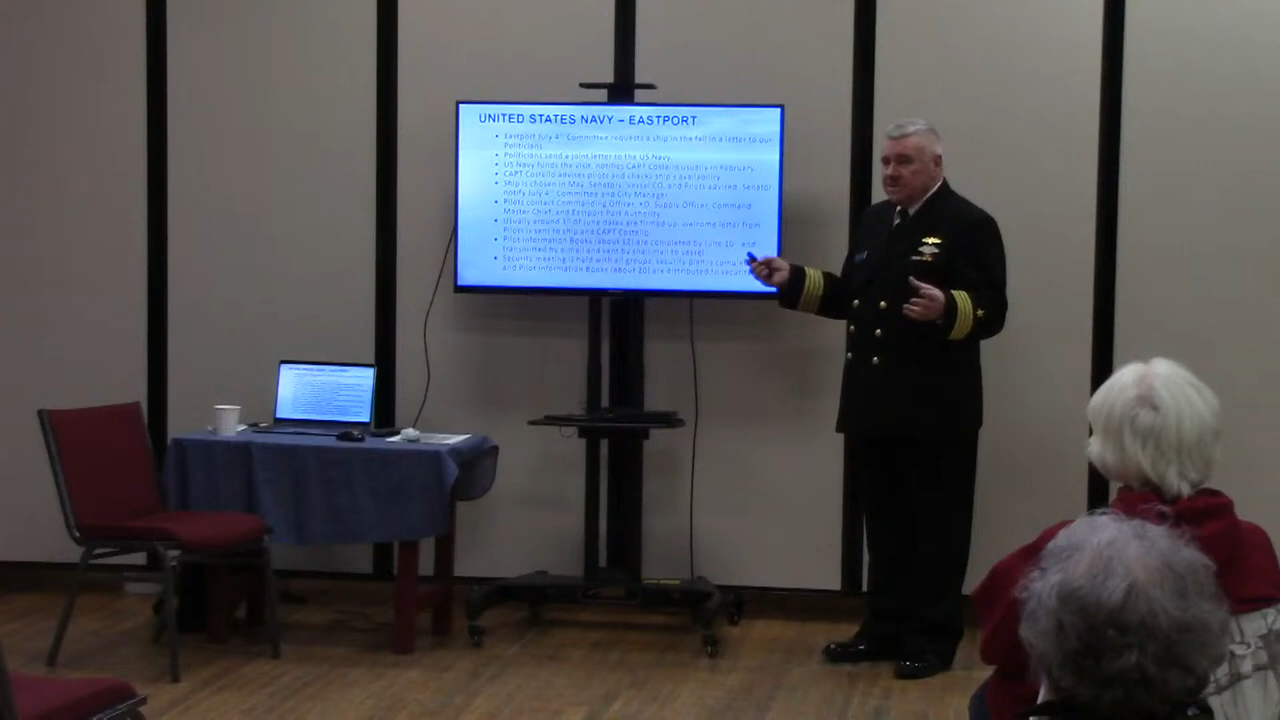 UNITED STATES NAVY – EASTPORT
• Eastport July 4th Committee requests a ship in the fall in a letter to our
Politicians.
• Politicians send a joint letter to the US Navy.
• US Navy funds the visit, notifies CAPT Costello usually in February.
• CAPT Costello advises pilots and checks ship's availability.
• Ship is chosen in May. Senators, Vessel CO, and Pilots advised. Senator
notify July 4th Committee and City Manager.
• Pilots contact Commanding Officer, XO, Supply Officer, Command
Master Chief, and Eastport Port Authority.
• Usually around 1st of June dates are firmed up, welcome letter from
Pilots is sent to ship and CAPT Costello.
• Pilot Information Books (about 12) are completed by June 10th and
transmitted by e-mail and sent by snail mail to vessel.
• Security meeting is held with all groups, security plan is comple
and Pilot Information Books (about 20) are distributed to securit